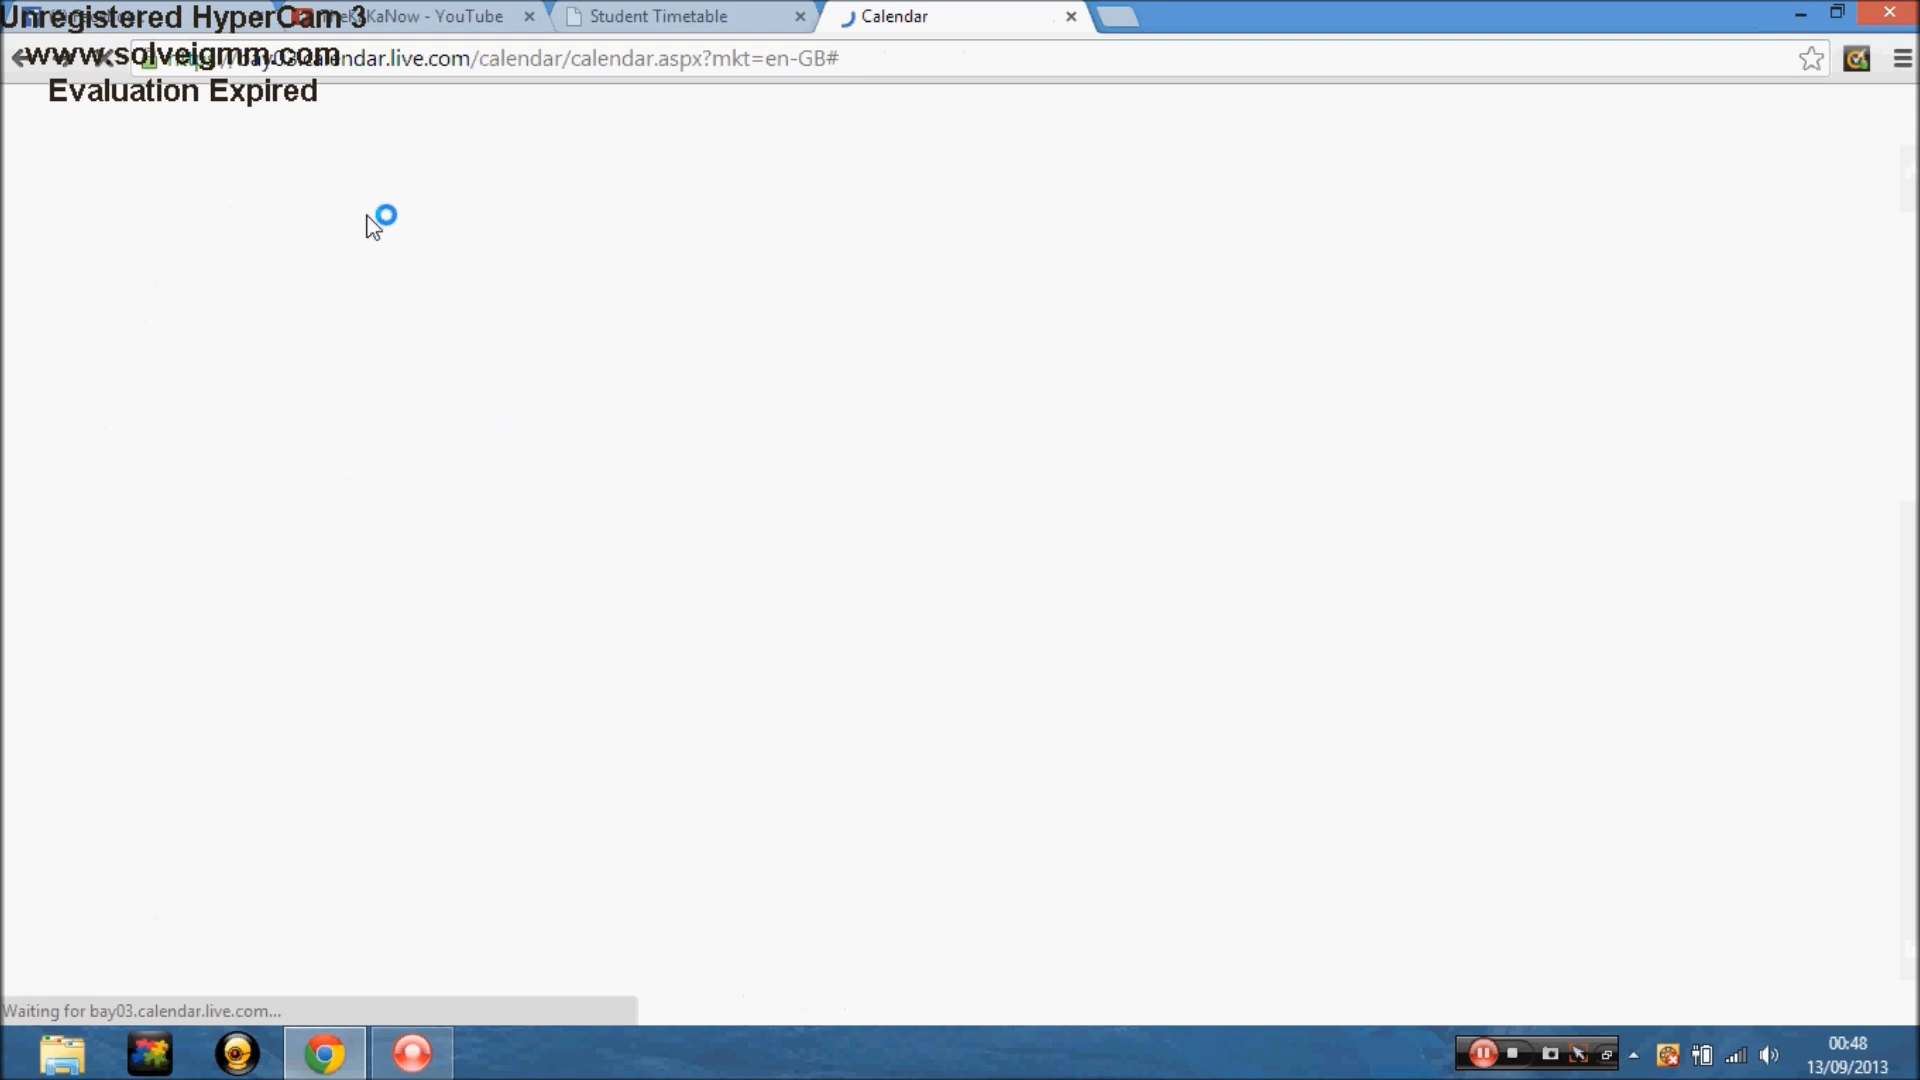 Unregistered HyperCam 3
www.solveigmm.com
Evaluation Expired
KaNow - YouTube
Student Timetable
Calendar
calendar.live.com/calendar/calendar.aspx?mkt=en-GB#
Waiting for bay03.calendar.live.com...
00:48
13/09/2013